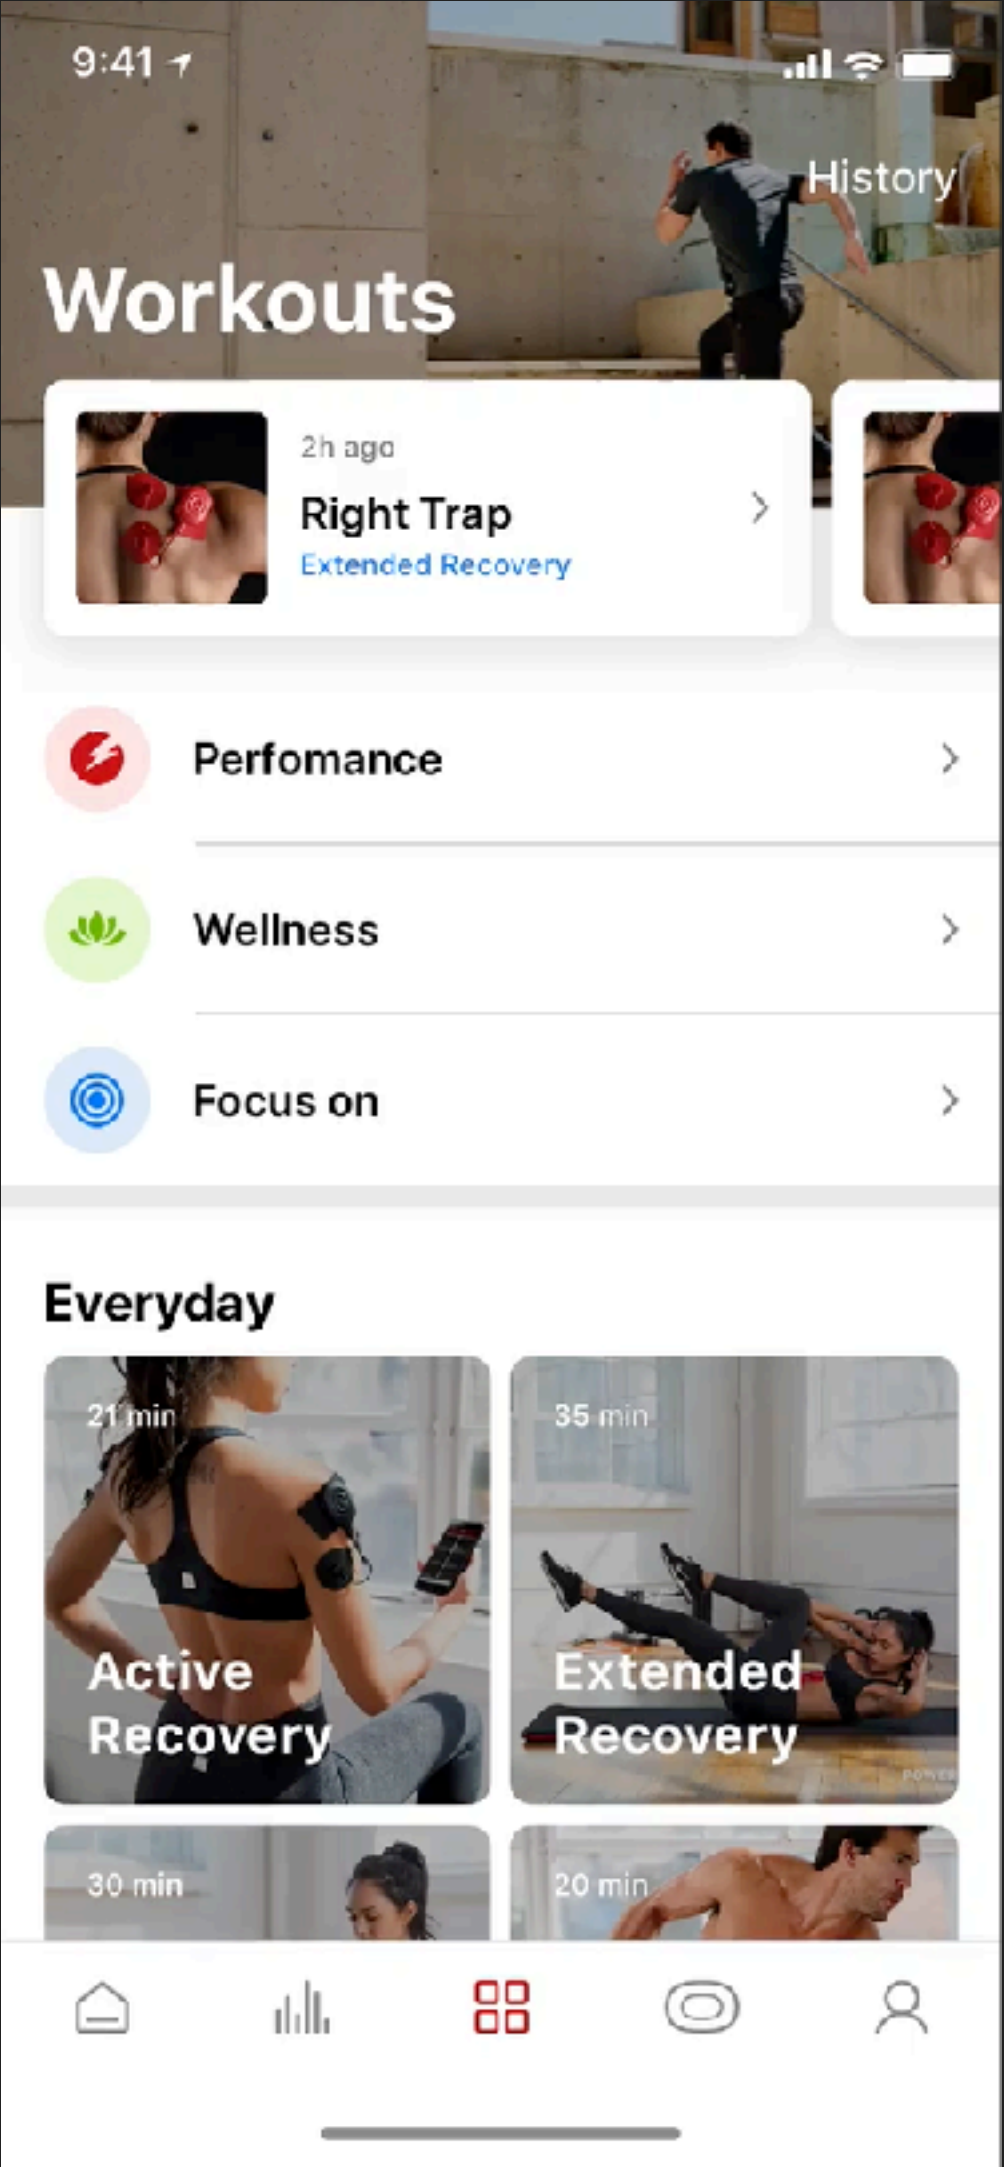 9:41
History
Workouts
2h ago
Right Trap
Extended Recovery
Perfomance
Wellness
Focus on
Everyday
21 min
35 min
Active
Recovery
Extended
Recovery
POWER
30 min
20 min